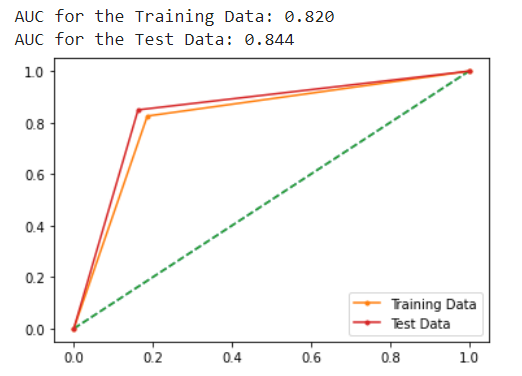 AUC for the Training Data: 0.820
AUC for the Test Data: 0.844
1.0
0.8
0.6
0.4
0.2
0.0
Training Data
Test Data
0.0 0.2 0.4 0.6 0.8 1.0